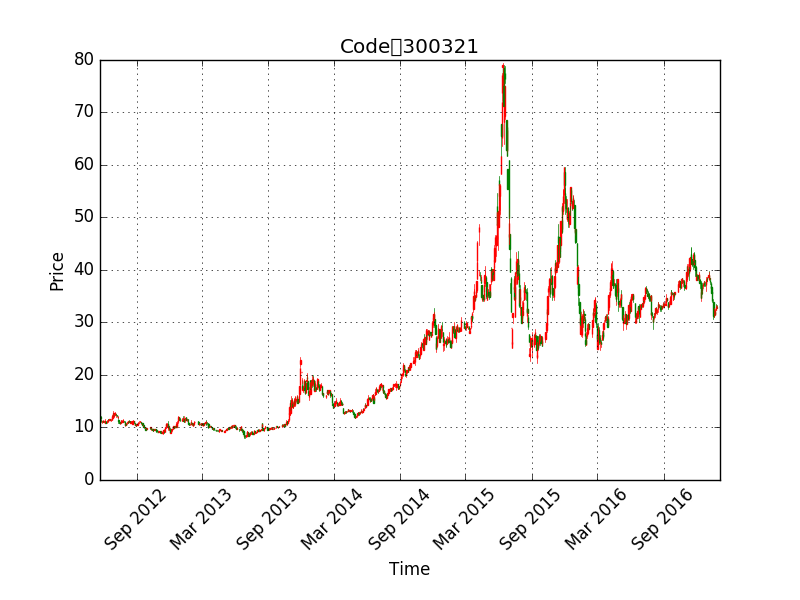 Code▯300321
80
70
60
50
40
30
20
10
0
Price
Sep 2012
Mar 2013
Sep 2013
Mar 2014
Sep 2014
Mar 2015
Sep 2015
Mar 2016
Sep 2016
Time